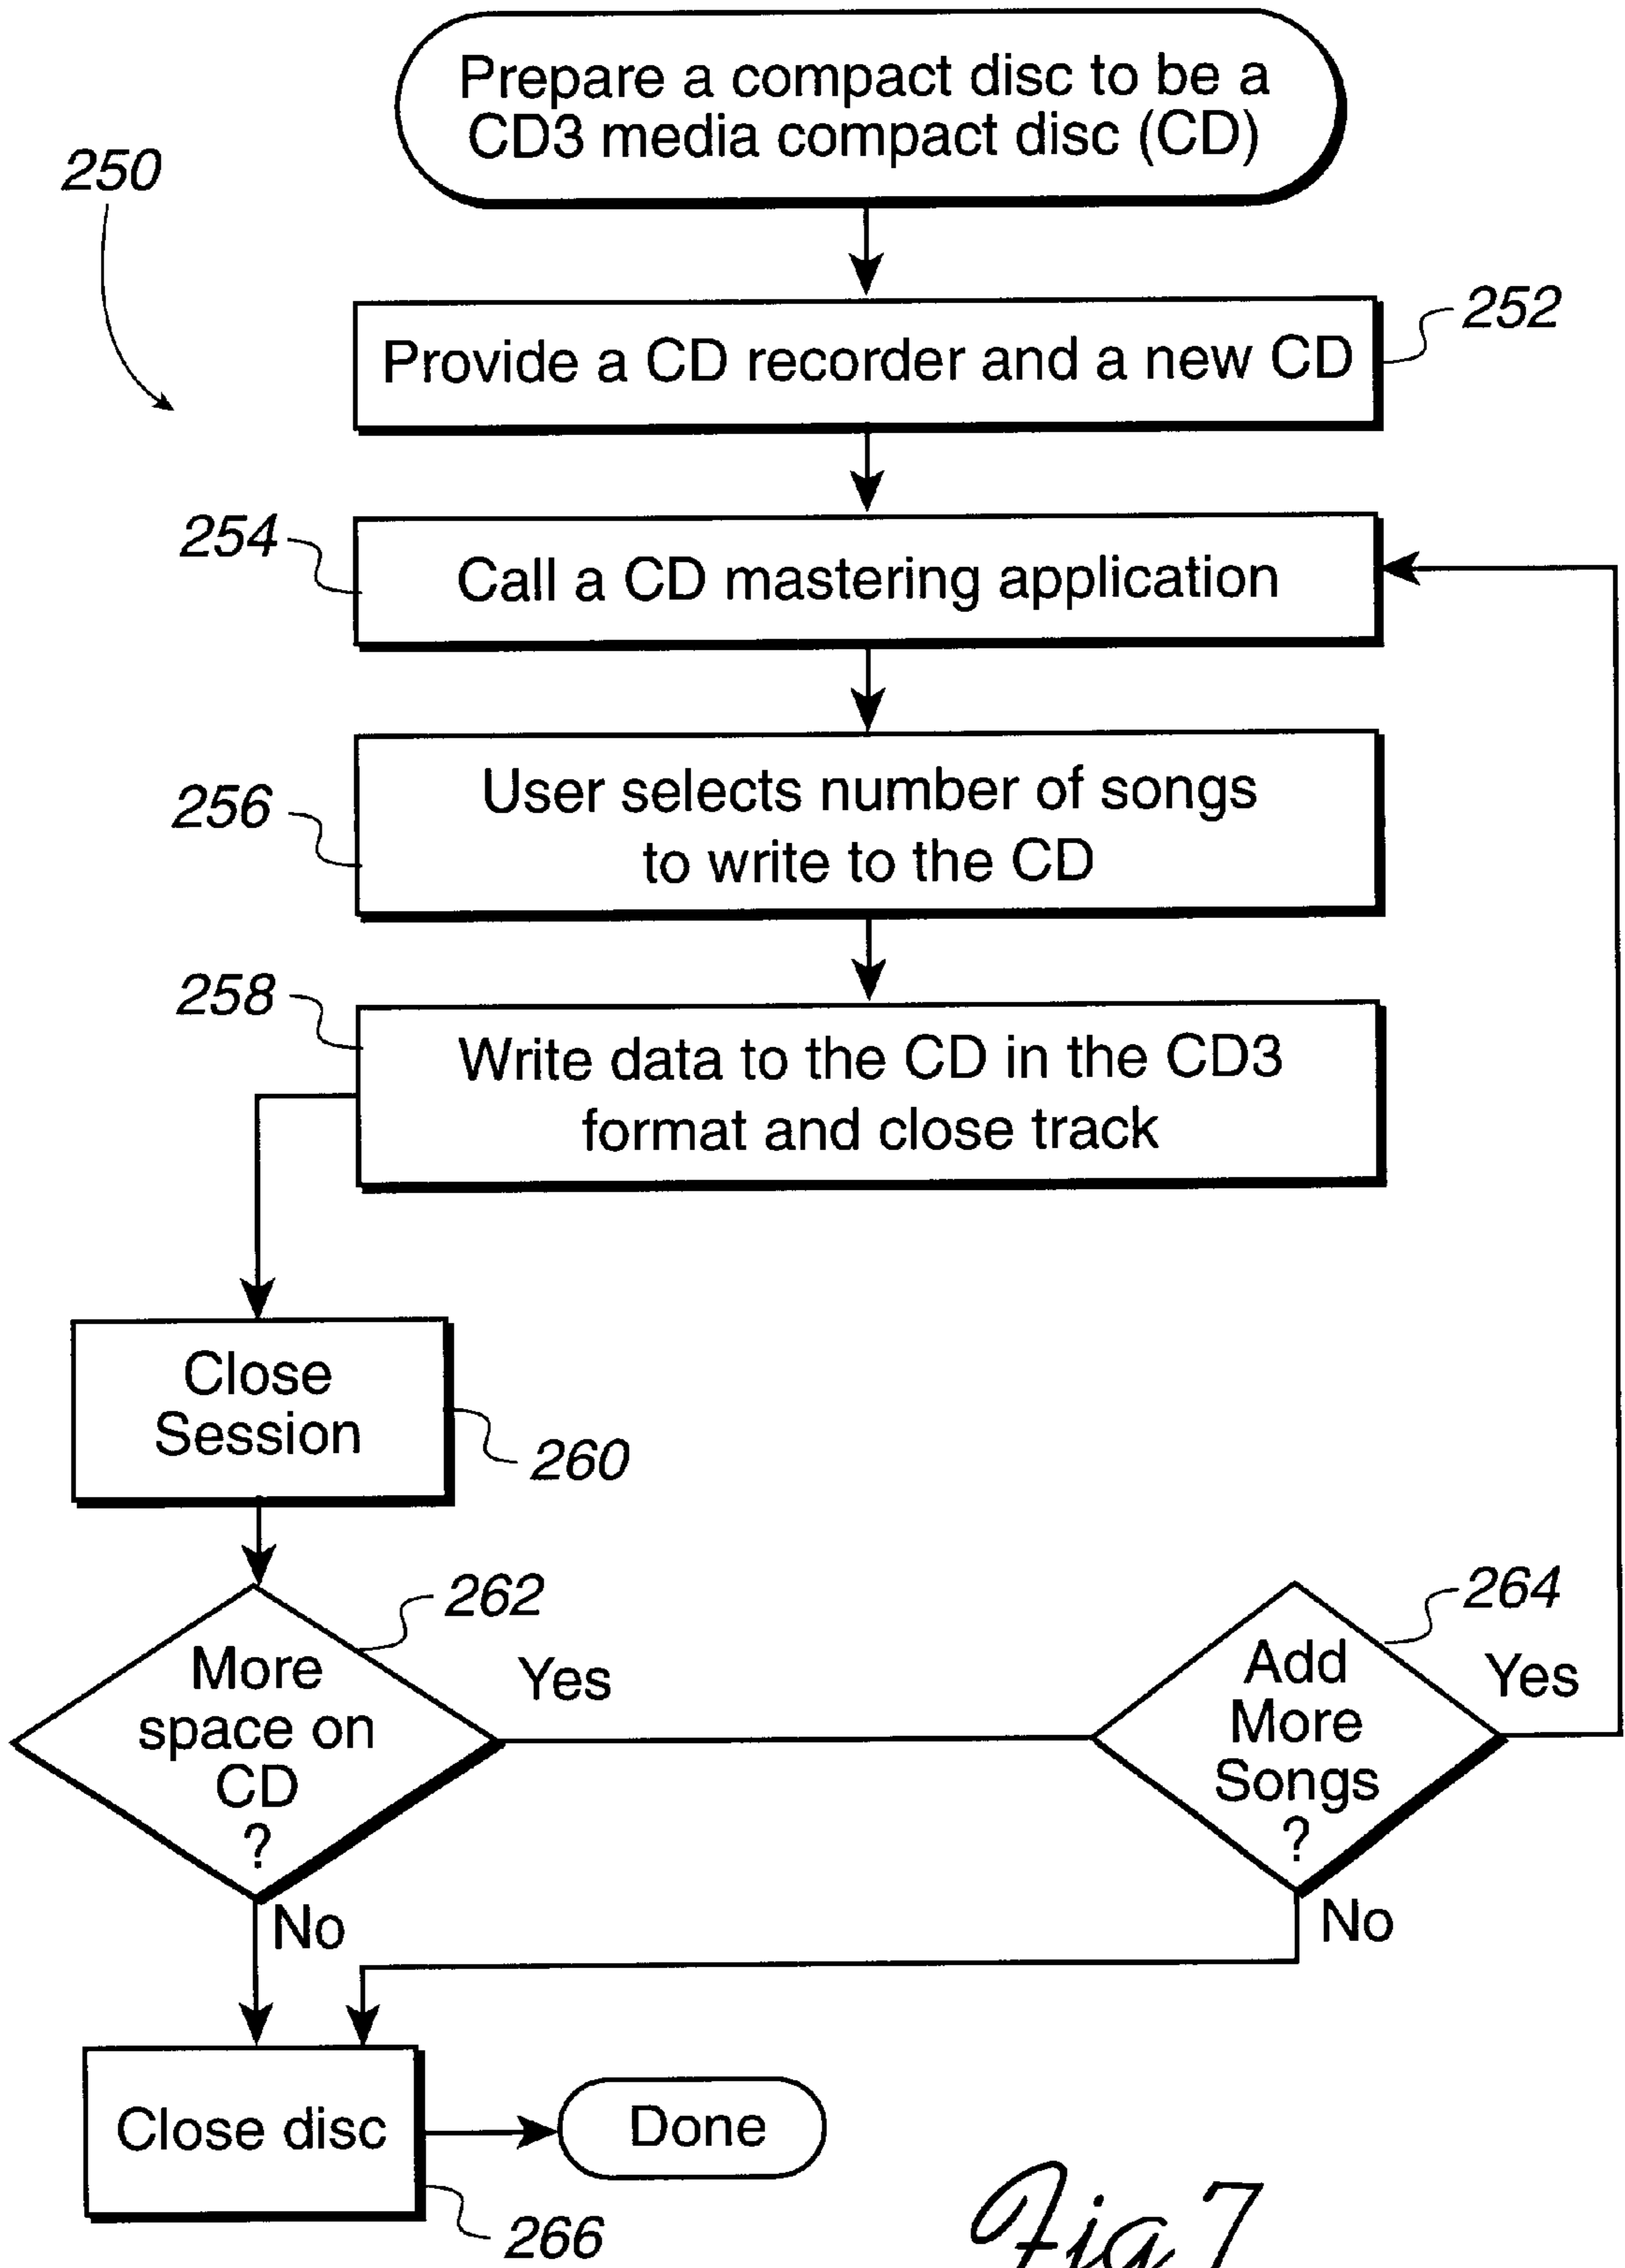 Prepare a compact disc to be a
CD3 media compact disc (CD)
250
252
Provide a CD recorder and a new CD
254
Call a CD mastering application
256
User selects number of songs
to write to the CD
258
Write data to the CD in the CD3
format and close track
Close
Session
260
262
More
space on
CD
?
Yes
No
264
Add
More
Songs
?
Yes
No
Close disc
266
Done
Fig 7